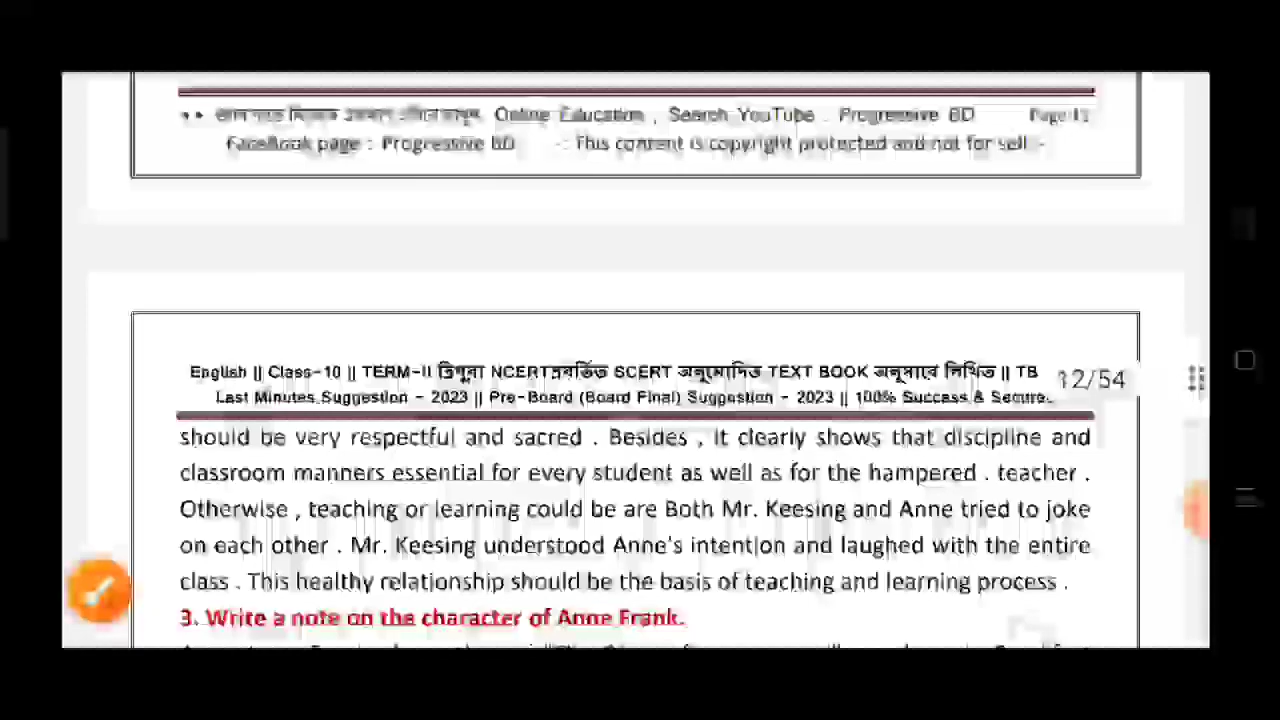 Online Education , Search YouTube : Progressive BD
FaceBook page : Progressive BD -: This content is copyright protected and not for sell :-
English || Class-10 || TERM-II ত্রিপুরা NCERT প্রবর্তিত SCERT অনুমোদিত TEXT BOOK অনুসারে লিখিত || TB
12/54
Last Minutes Suggestion - 2023 || Pre-Board (Board Final) Suggestion - 2023 || 100% Success & Secure.
should be very respectful and sacred . Besides , it clearly shows that discipline and
classroom manners essential for every student as well as for the hampered . teacher .
Otherwise , teaching or learning could be are Both Mr. Keesing and Anne tried to joke
on each other . Mr. Keesing understood Anne's intention and laughed with the entire
class . This healthy relationship should be the basis of teaching and learning process .
3. Write a note on the character of Anne Frank.